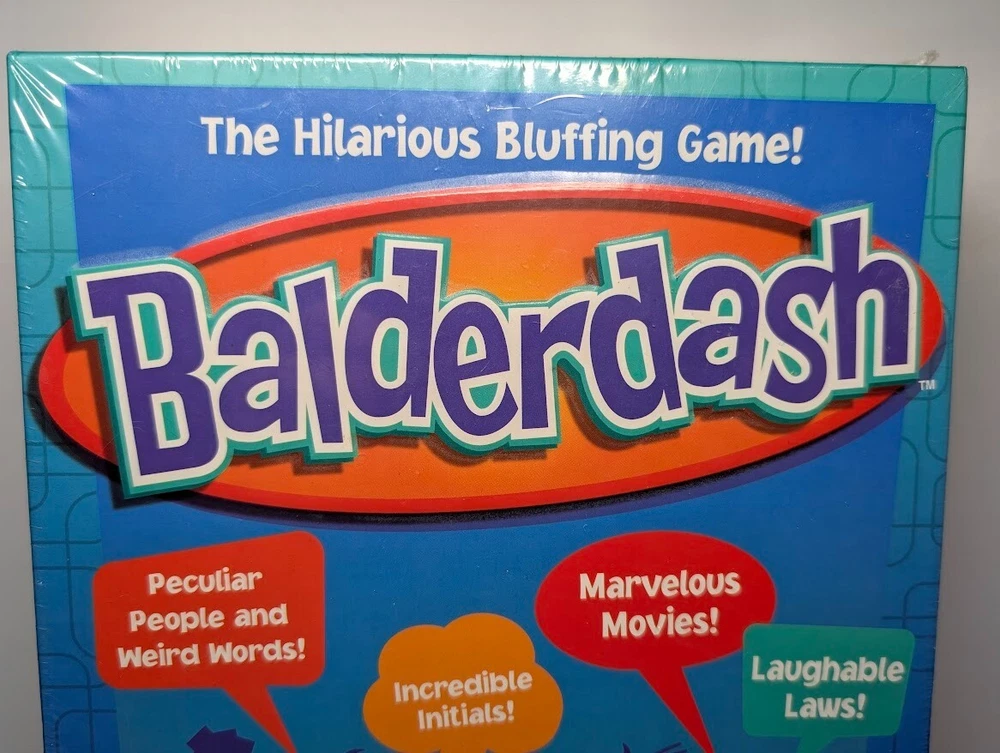 The Hilarious Bluffing Game!
Balderdash
TM
Peculiar
People and
Weird Words!
Incredible
Initials!
Marvelous
Movies!
Laughable
Laws!